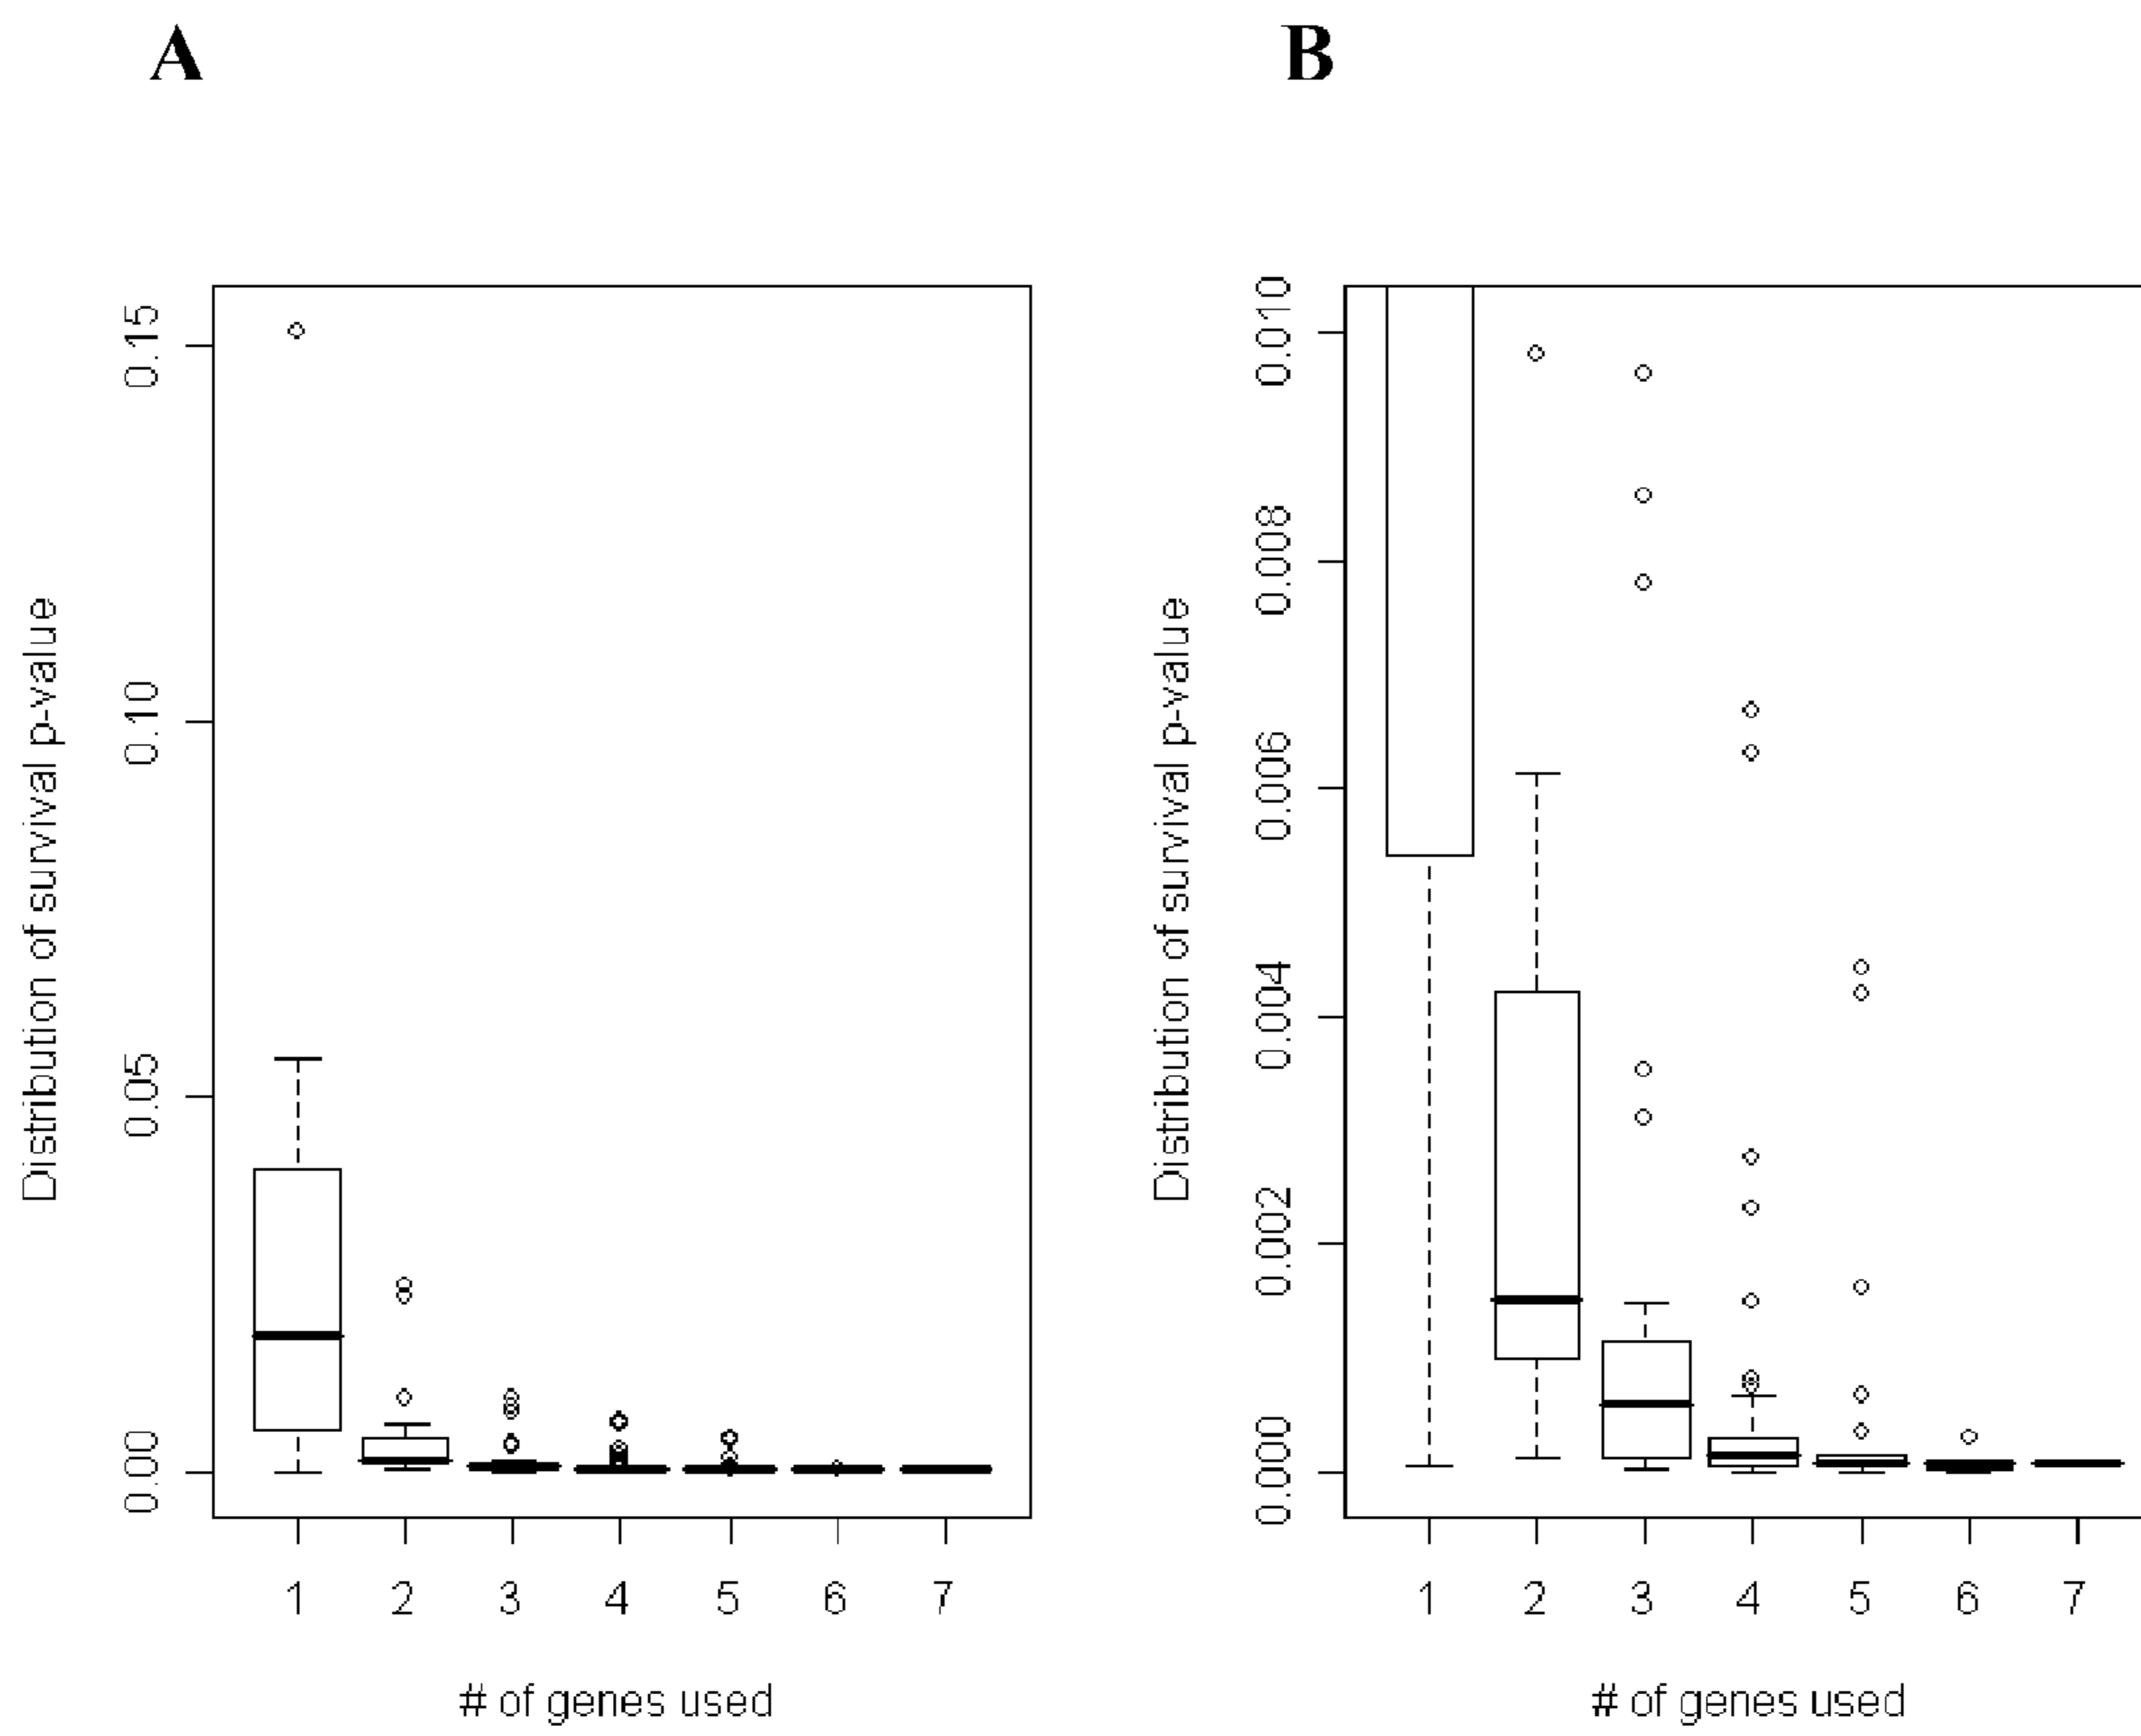 A
B
Distribution of survival p-value
0.15
0.10
0.05
0.00
1 2 3 4 5 6 7
# of genes used
Distribution of survival p-value
0.010
0.008
0.006
0.004
0.002
0.000
1 2 3 4 5 6 7
# of genes used